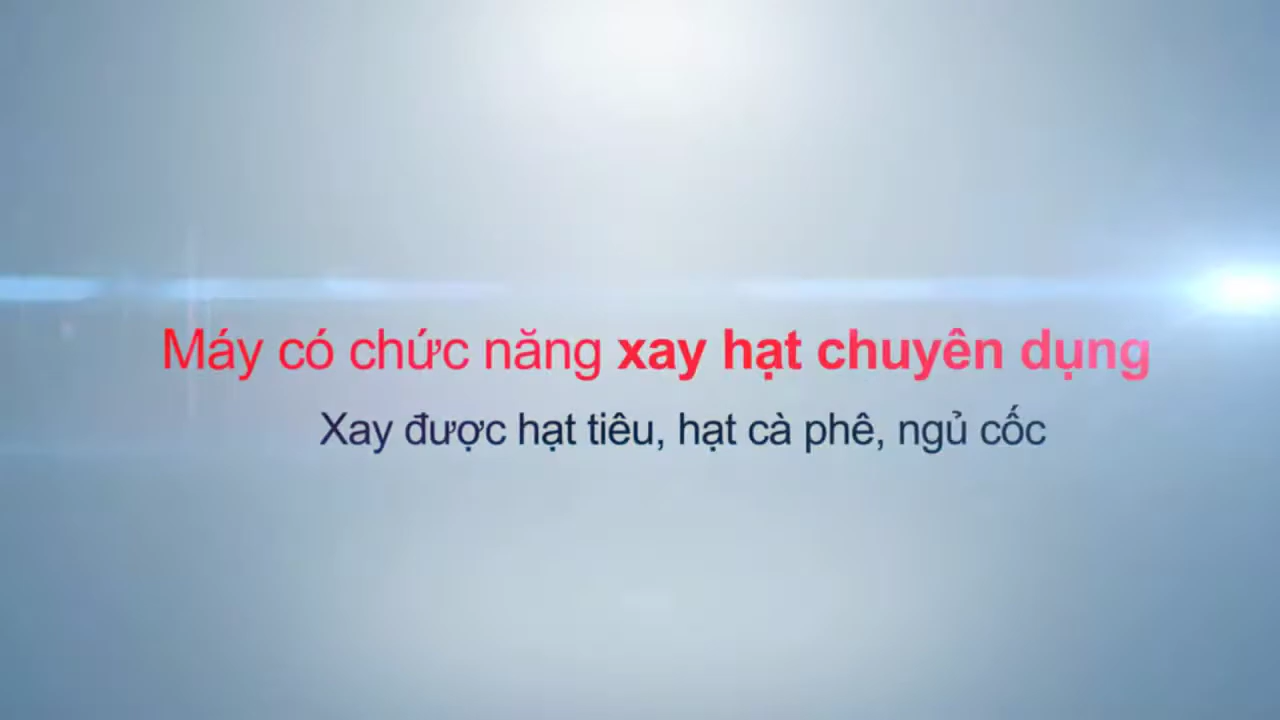 Máy có chức năng xay hạt chuyên dụng
Xay được hạt tiêu, hạt cà phê, ngủ cốc